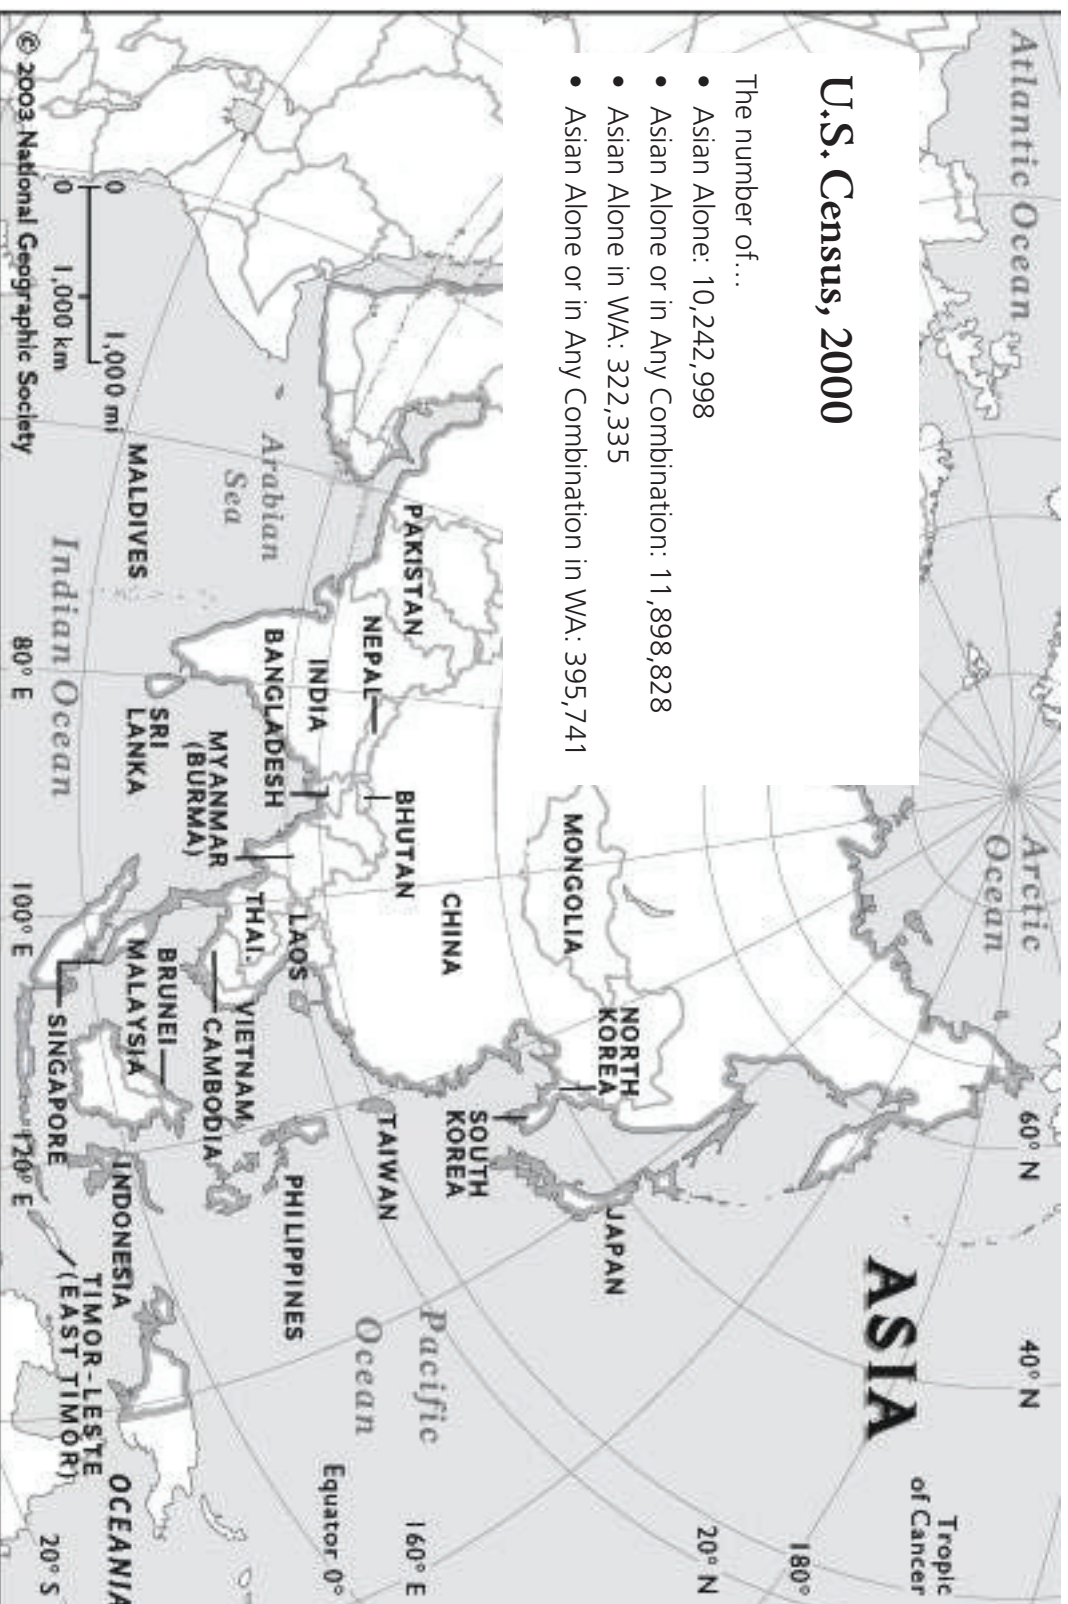 U.S. Census, 2000
The number of…
• Asian Alone: 10,242,998
• Asian Alone or in Any Combination: 11,898,828
• Asian Alone in WA: 322,335
• Asian Alone or in Any Combination in WA: 395,741
Atlantic Ocean
Arctic
Ocean
60° N
40° N
ASIA
Tropic
of Cancer
180°
20° N
160° E
Equator 0°
20° S
MONGOLIA
NORTH
KOREA
SOUTH
KOREA
JAPAN
CHINA
PAKISTAN
NEPAL
BHUTAN
TAIWAN
Pacific
Ocean
INDIA
BANGLADESH
LAOS
PHILIPPINES
Arabian
Sea
MYANMAR
(BURMA)
THAI.
VIETNAM
CAMBODIA
SRI
LANKA
MALDIVES
BRUNEI
MALAYSIA
SINGAPORE
INDONESIA
TIMOR-LESTE
(EAST TIMOR)
OCEANIA
Indian Ocean
80° E
100° E
120° E
0 1,000 mi
0 1,000 km
© 2003 National Geographic Society